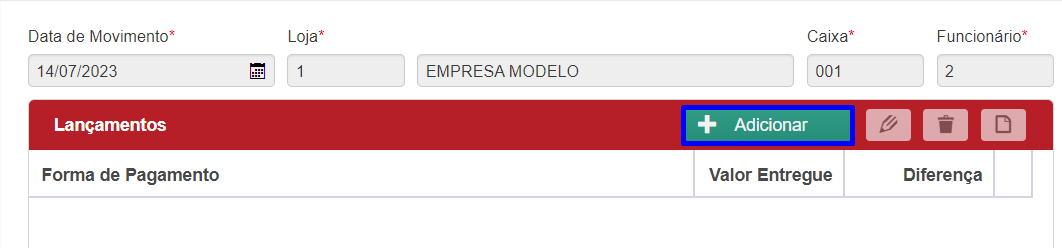 Data de Movimento* Loja* Caixa* Funcionário*
14/07/2023 1 EMPRESA MODELO 001 2
Lançamentos Adicionar
Forma de Pagamento Valor Entregue Diferença